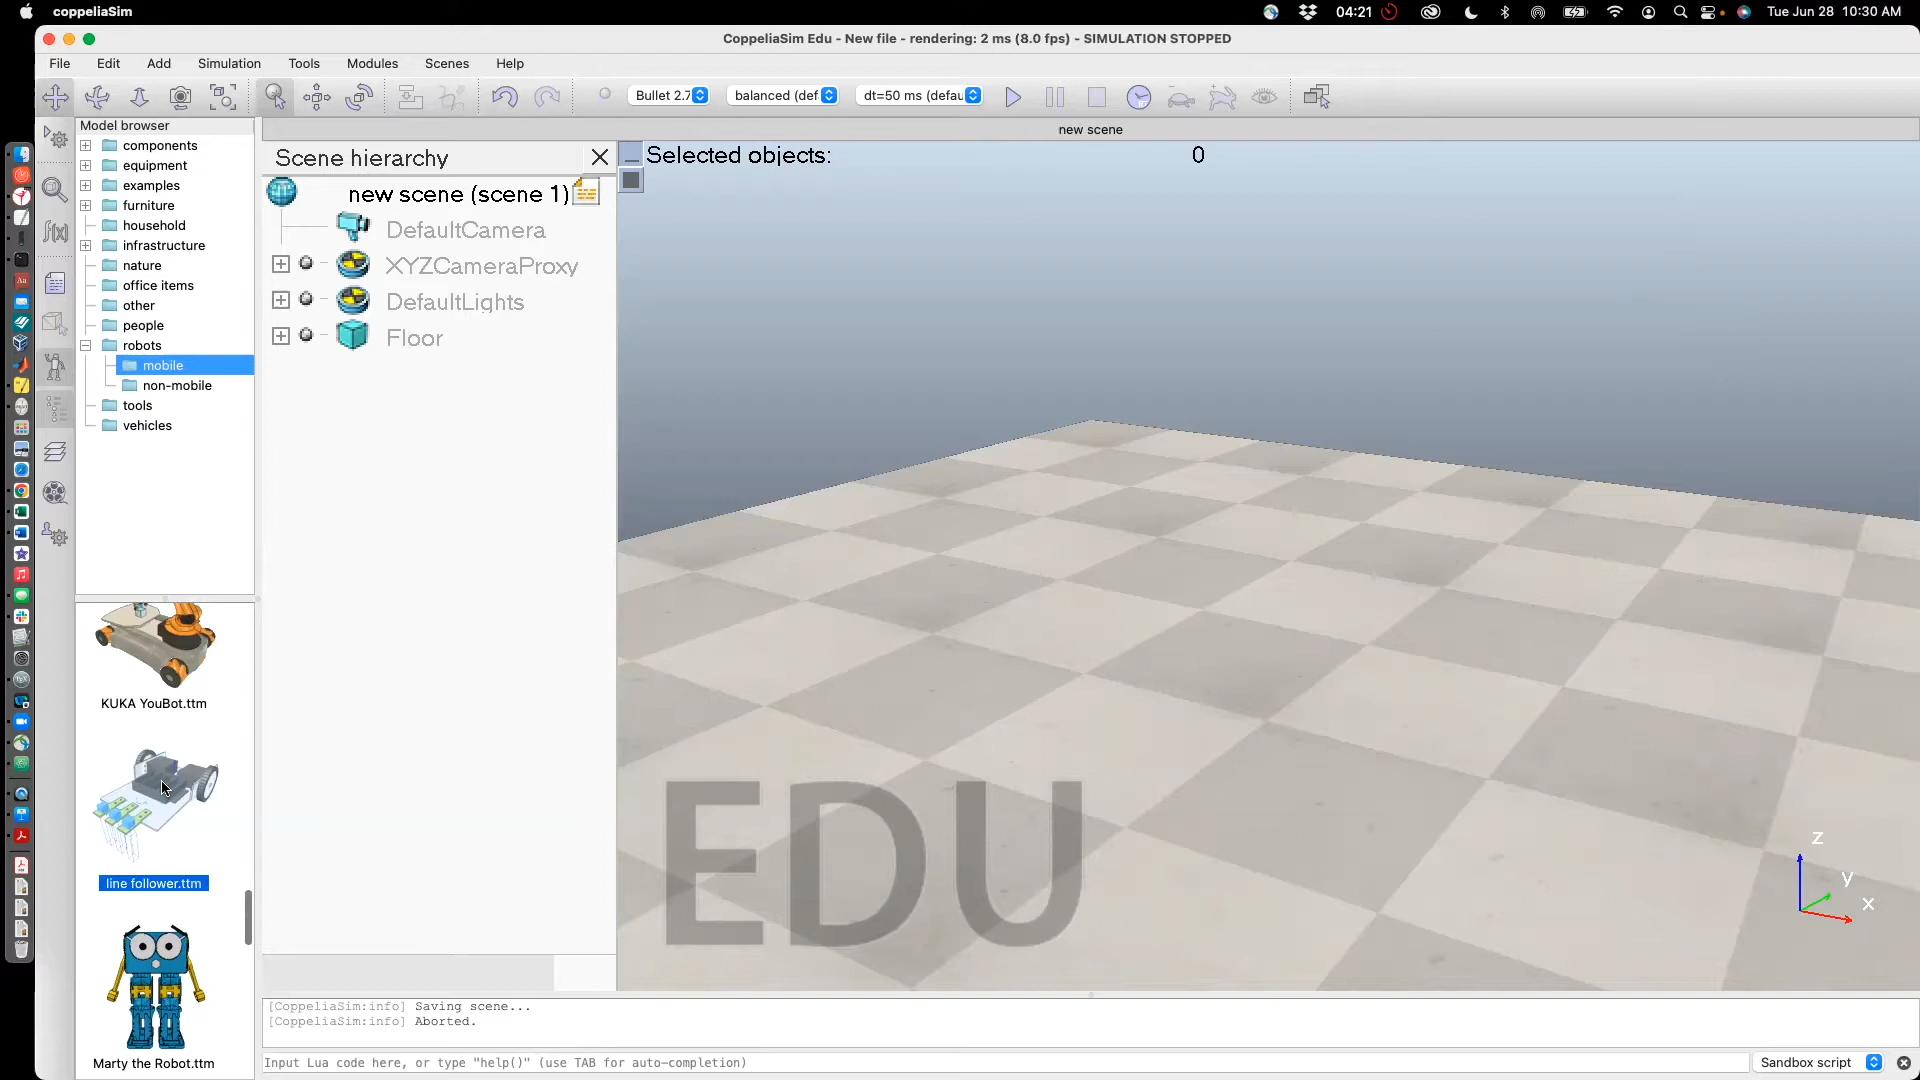 coppeliaSim
04:21
Tue Jun 28 10:30 AM
CoppeliaSim Edu - New file - rendering: 2 ms (8.0 fps) - SIMULATION STOPPED
File Edit Add Simulation Tools Modules Scenes Help
Bullet 2.7 balanced (def dt=50 ms (defau
Model browser
components
equipment
examples
furniture
household
infrastructure
nature
office items
other
people
robots
mobile
non-mobile
tools
vehicles
KUKA YouBot.ttm
line follower.ttm
Marty the Robot.ttm
new scene
Scene hierarchy
new scene (scene 1)
DefaultCamera
XYZCameraProxy
DefaultLights
Floor
Selected objects: 0
EDU
z
y
x
[CoppeliaSim:info] Saving scene...
[CoppeliaSim:info] Aborted.
Input Lua code here, or type "help()" (use TAB for auto-completion)
Sandbox script